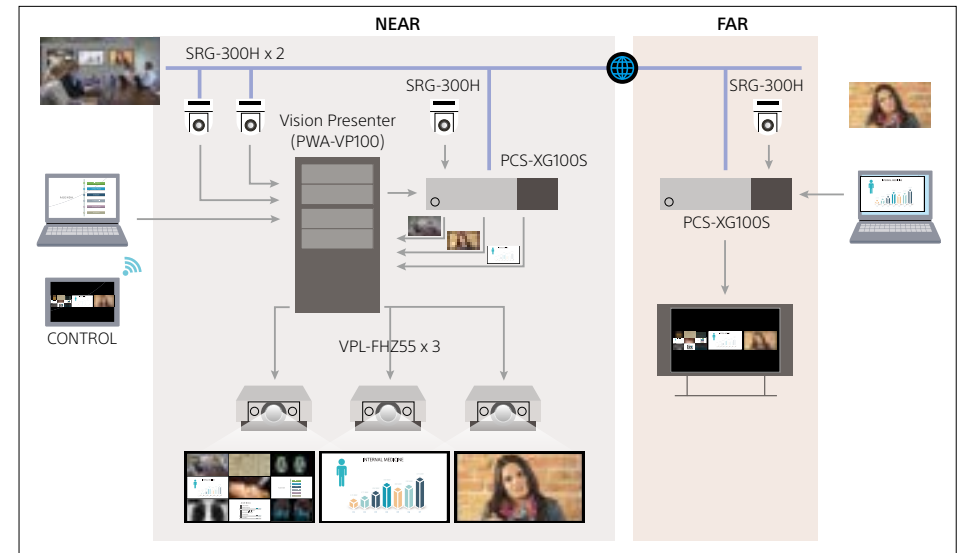 NEAR
FAR
SRG-300H x 2
SRG-300H
SRG-300H
Vision Presenter
(PWA-VP100)
PCS-XG100S
PCS-XG100S
CONTROL
VPL-FHZ55 x 3
INTERNAL MEDICINE